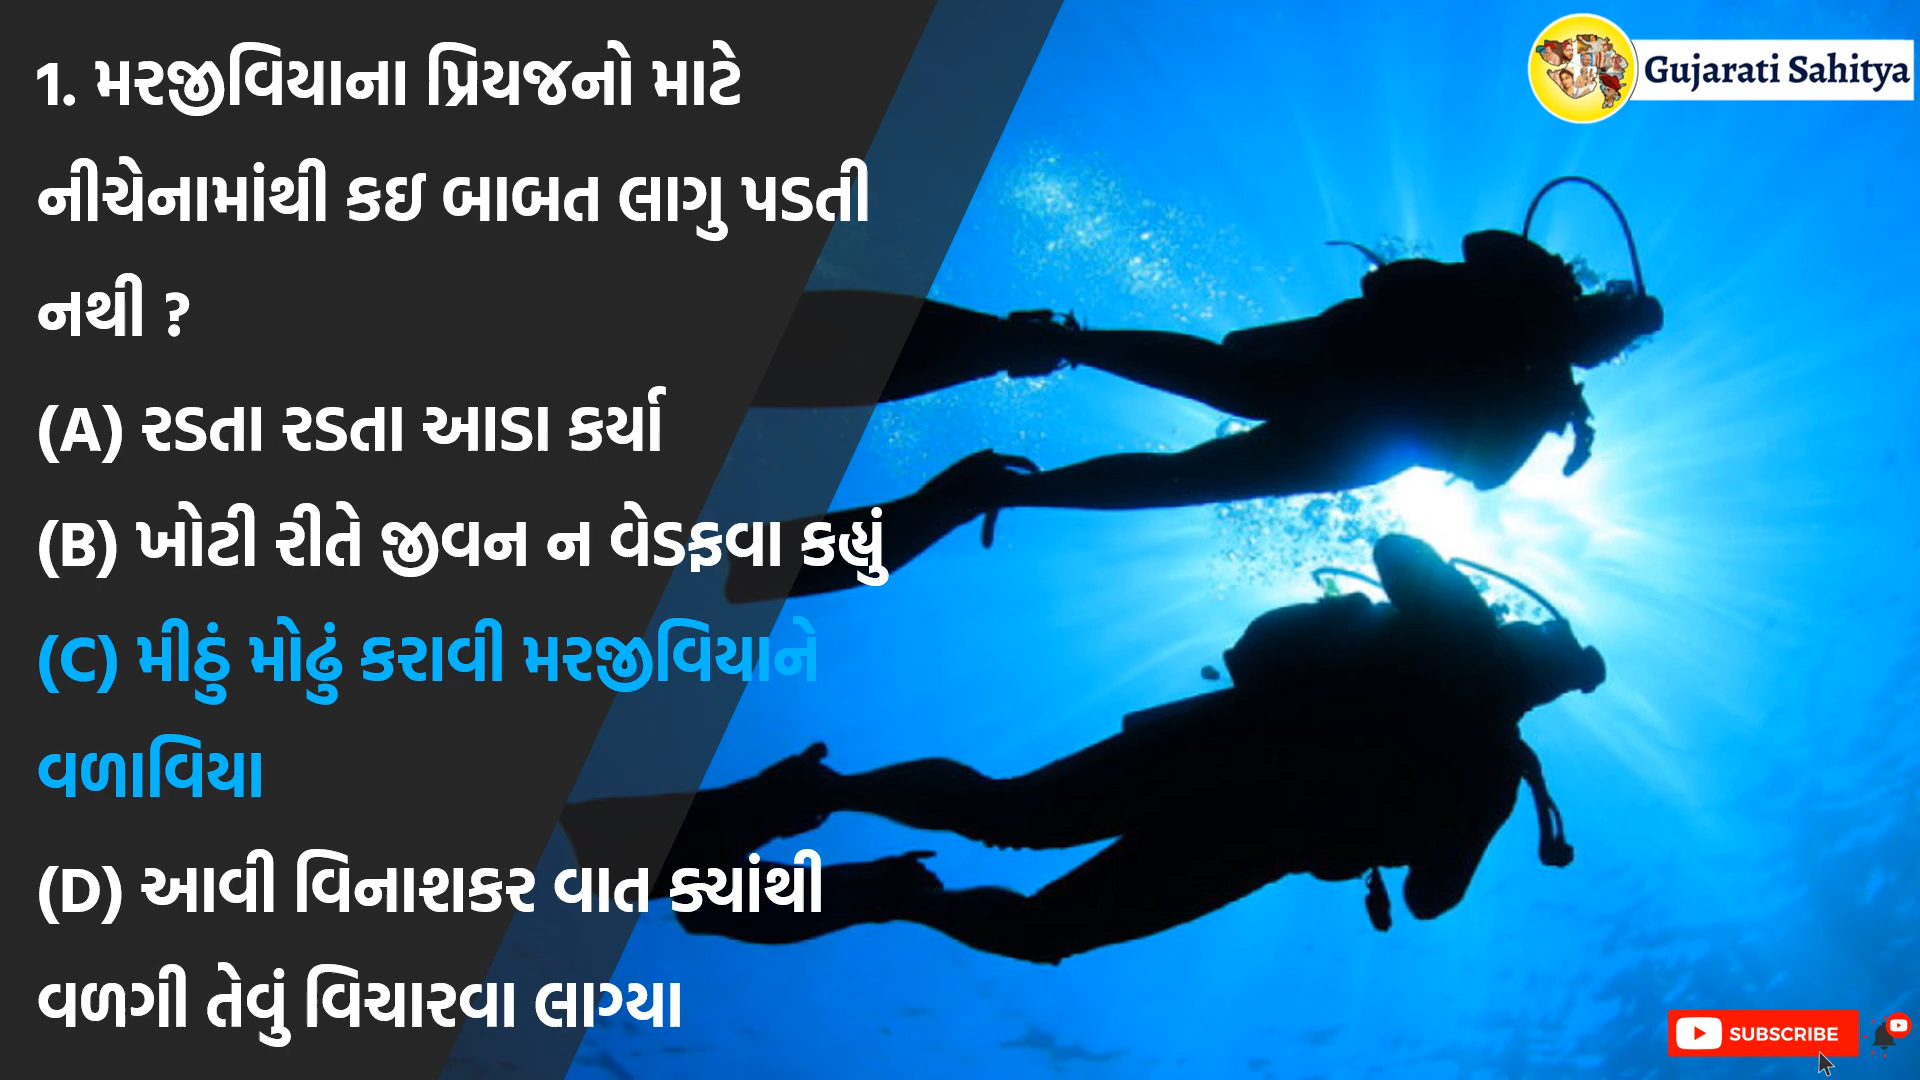 1. મરજીવિયાના પ્રિયજનો માટે
નીચેનામાંથી કઇ બાબત લાગુ પડતી
નથી ?
(A) રડતા રડતા આડા કર્યા
(B) ખોટી રીતે જીવન ન વેડફવા કહ્યું
(C) મીઠું મોઢું કરાવી મરજીવિયાને
વળાવિયા
(D) આવી વિનાશકર વાત ક્યાંથી
વળગી તેવું વિચારવા લાગ્યા
Gujarati Sahitya
SUBSCRIBE